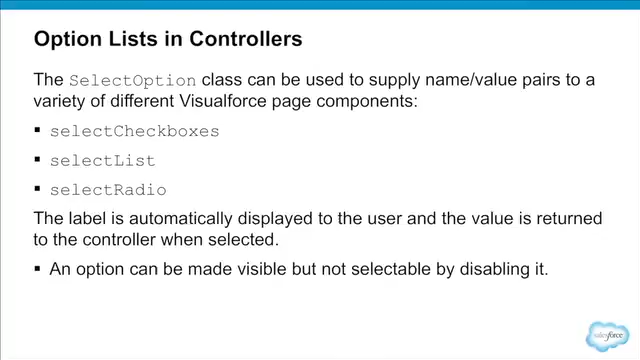 Option Lists in Controllers
The SelectOption class can be used to supply name/value pairs to a
variety of different Visualforce page components:
▪ selectCheckboxes
▪ selectList
▪ selectRadio
The label is automatically displayed to the user and the value is returned
to the controller when selected.
▪ An option can be made visible but not selectable by disabling it.
salesforce